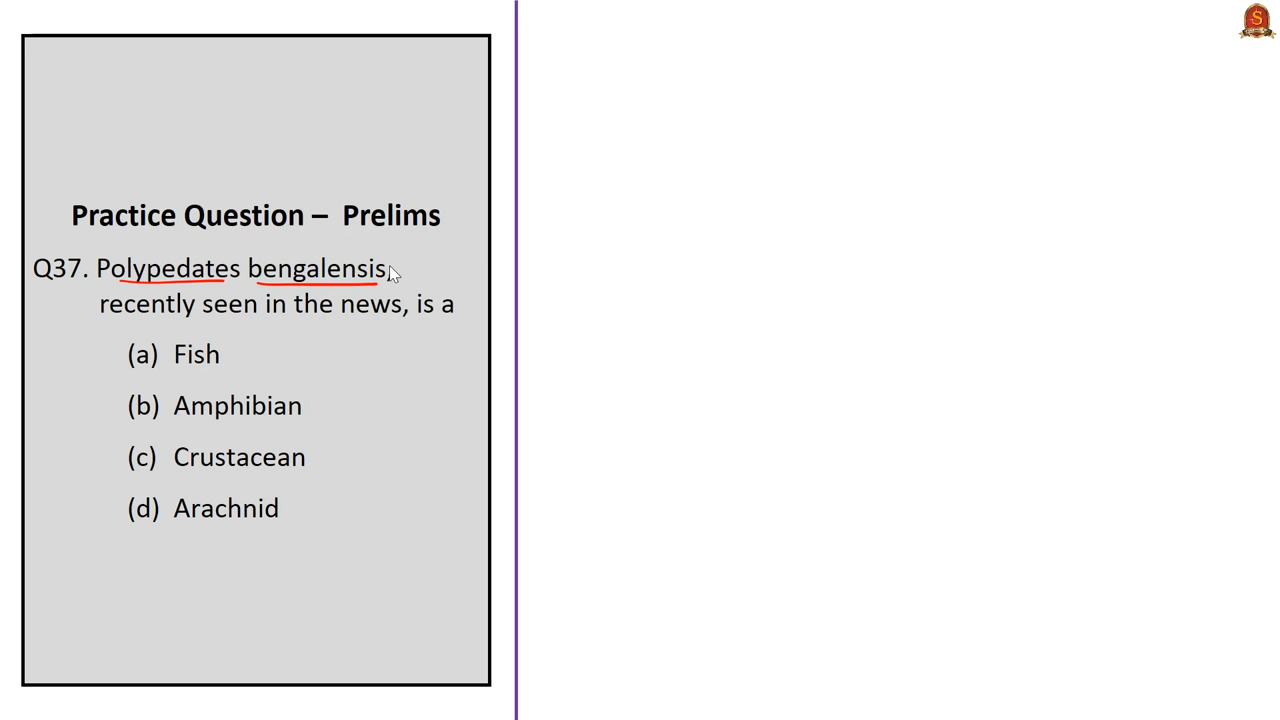 Practice Question – Prelims
Q37. Polypedates bengalensis,
recently seen in the news, is a
(a) Fish
(b) Amphibian
(c) Crustacean
(d) Arachnid
S